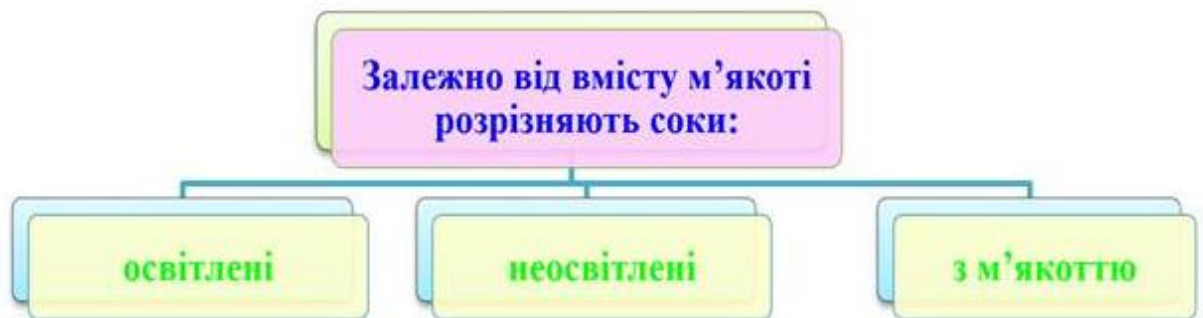 Залежно від вмісту м’якоті
розрізняють соки:
освітлені
неосвітлені
з м’якоттю